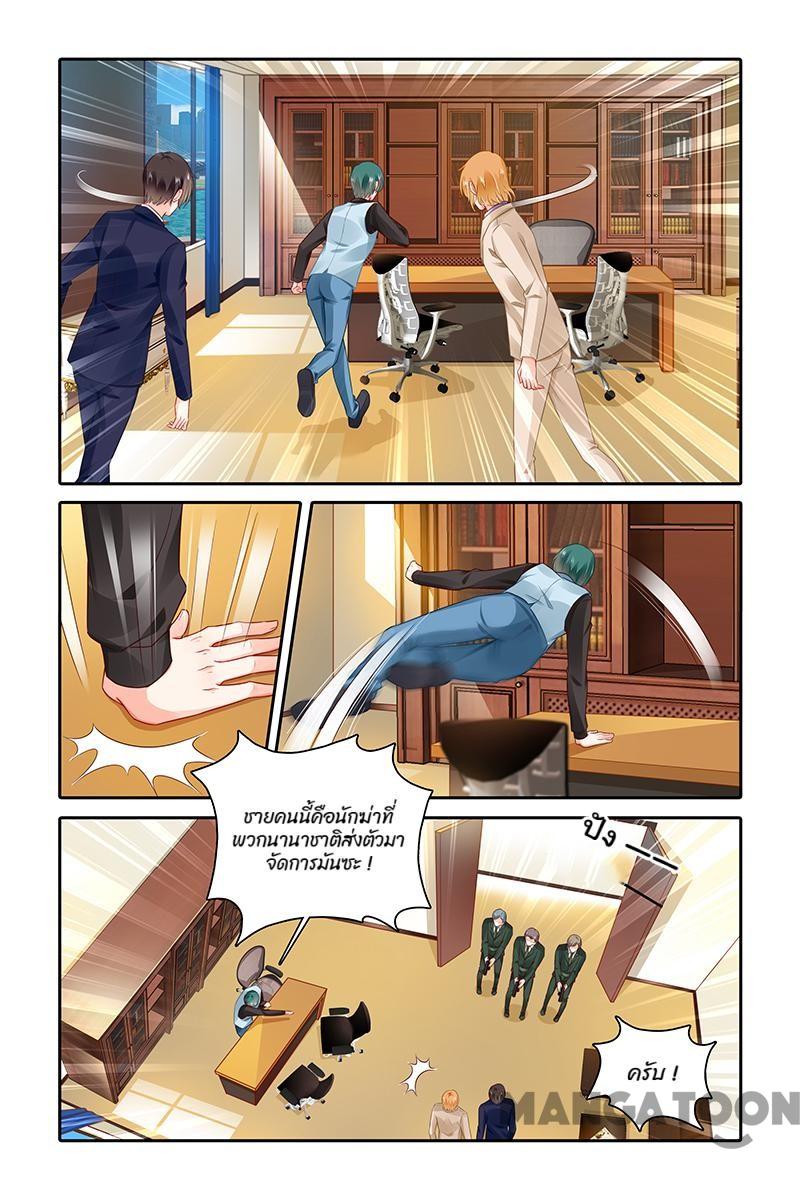 ชายคนนี้คือนักฆ่าที่
พวกนานาชาติส่งตัวมา
จัดการมันซะ !
ปัง
ครับ !
MANGATOON